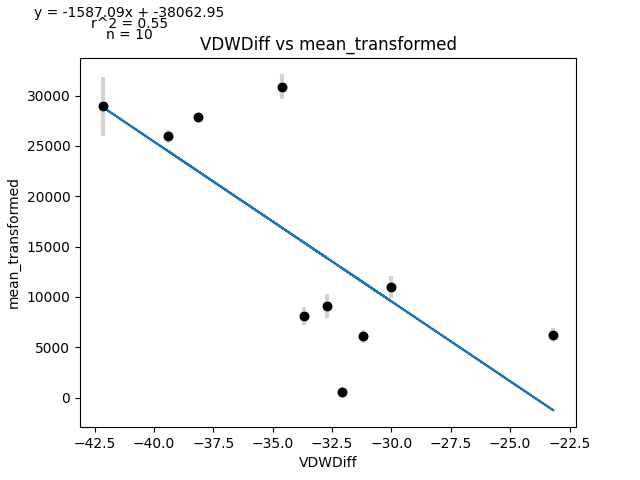 y = -1587.09x + -38062.95
r^2 = 0.55
n = 10
VDWDiff vs mean_transformed
mean_transformed
30000
25000
20000
15000
10000
5000
0
−42.5 −40.0 −37.5 −35.0 −32.5 −30.0 −27.5 −25.0 −22.5
VDWDiff